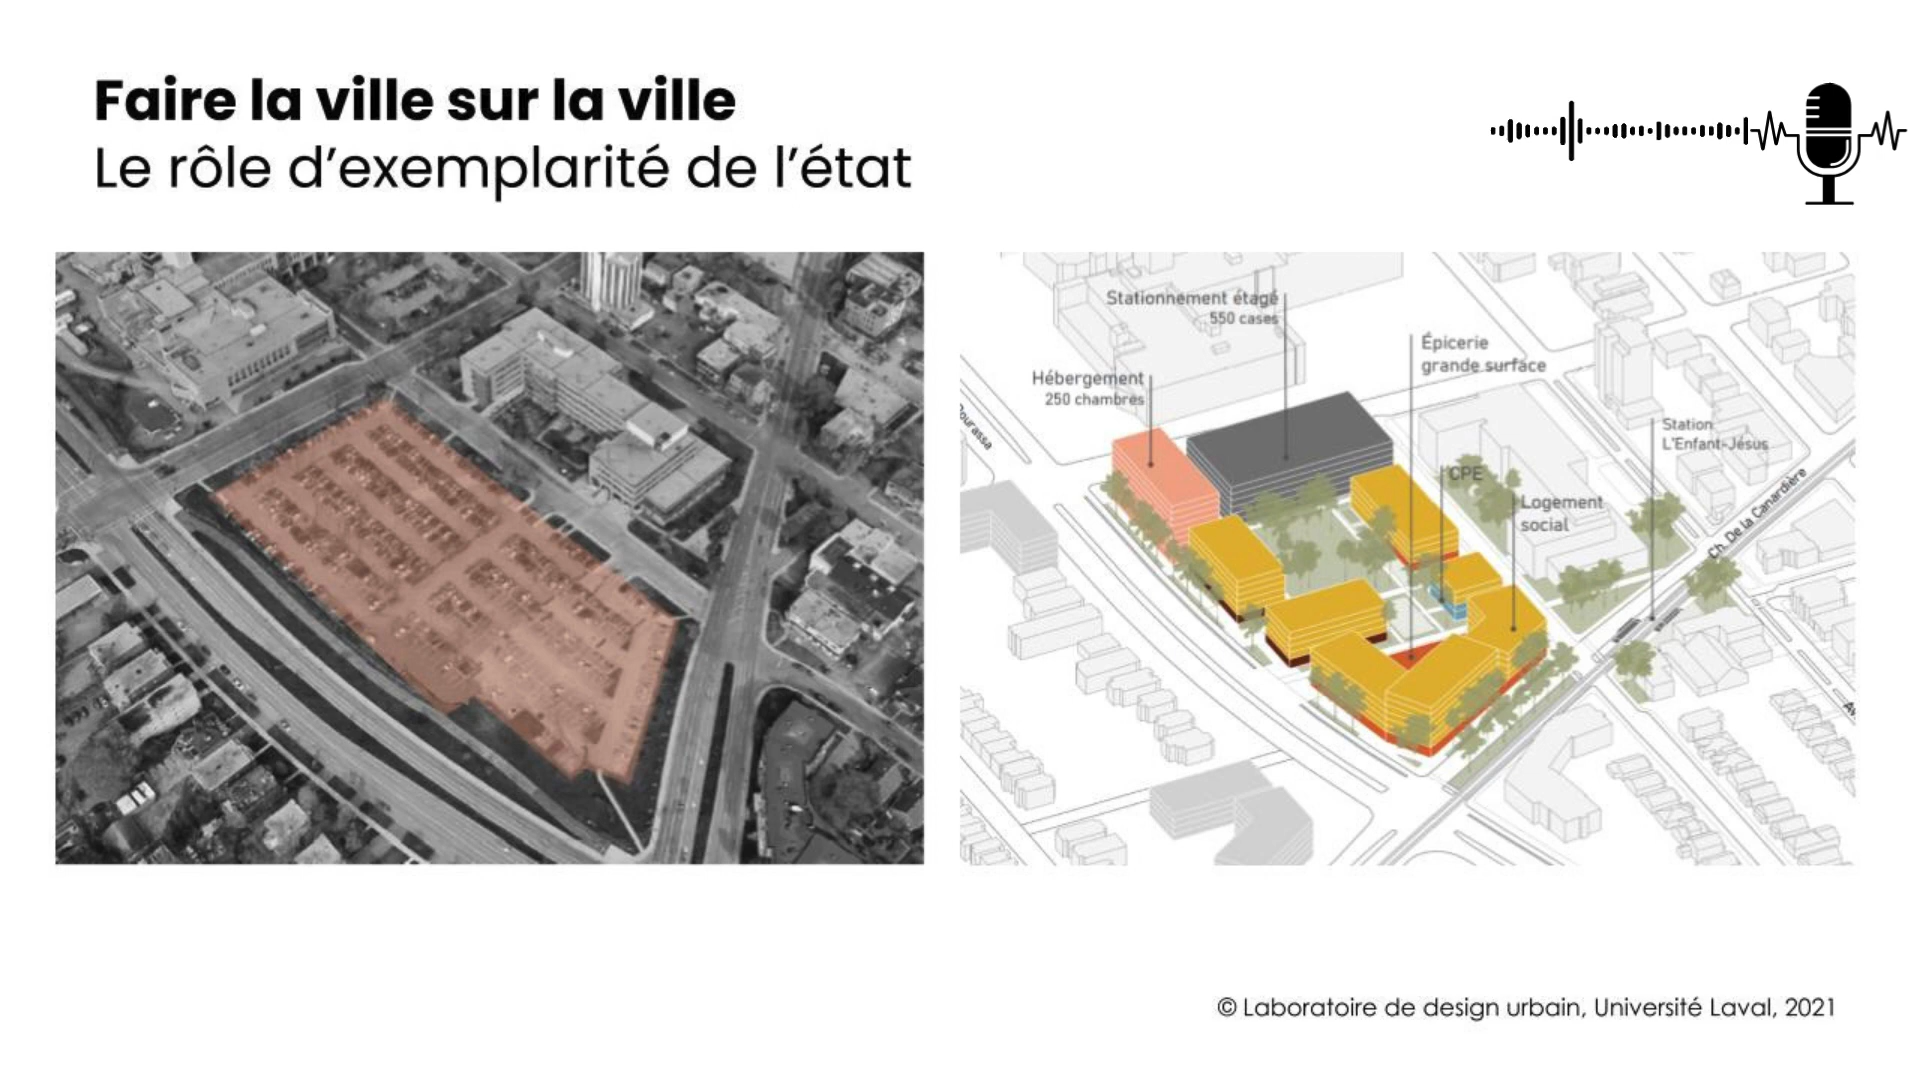 Faire la ville sur la ville
Le rôle d’exemplarité de l’état
Stationnement étagé
550 cases
Épicerie
grande surface
Hébergement
250 chambres
Station
L'Enfant-Jésus
CPE
Logement
social
Ch. De la Canardière
© Laboratoire de design urbain, Université Laval, 2021